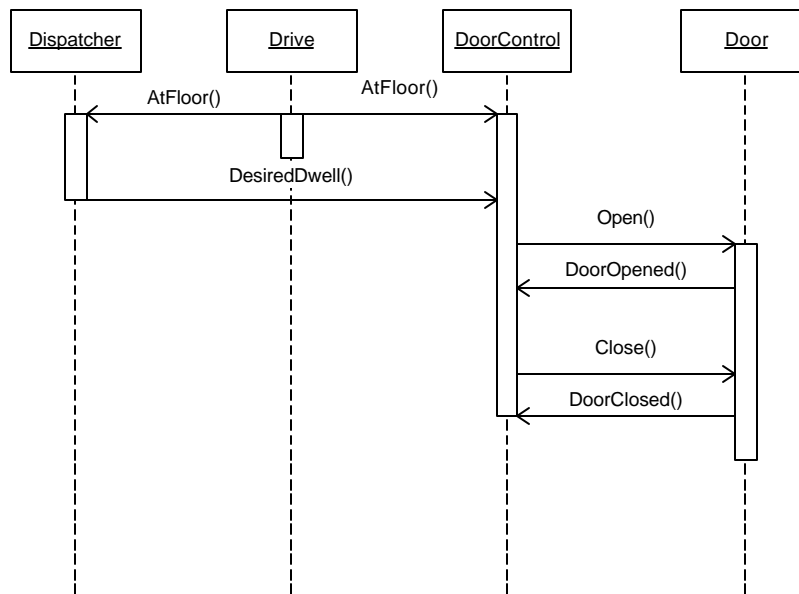 Dispatcher
Drive
DoorControl
Door
AtFloor()
AtFloor()
DesiredDwell()
Open()
DoorOpened()
Close()
DoorClosed()